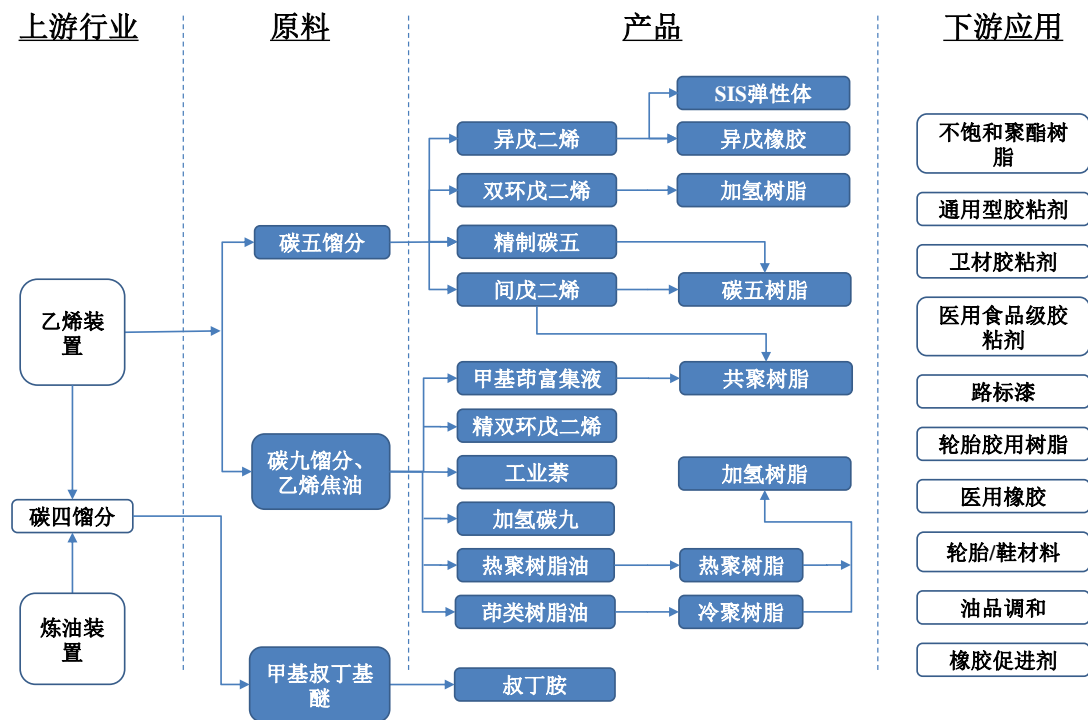 上游行业
原料
产品
下游应用
乙烯装
置
碳四馏分
炼油装
置
碳五馏分
碳九馏分、
乙烯焦油
甲基叔丁基
醚
异戊二烯
双环戊二烯
精制碳五
间戊二烯
甲基茚富集液
精双环戊二烯
工业萘
加氢碳九
热聚树脂油
茚类树脂油
叔丁胺
SIS弹性体
异戊橡胶
加氢树脂
碳五树脂
共聚树脂
加氢树脂
热聚树脂
冷聚树脂
不饱和聚酯树
脂
通用型胶粘剂
卫材胶粘剂
医用食品级胶
粘剂
路标漆
轮胎胶用树脂
医用橡胶
轮胎/鞋材料
油品调和
橡胶促进剂